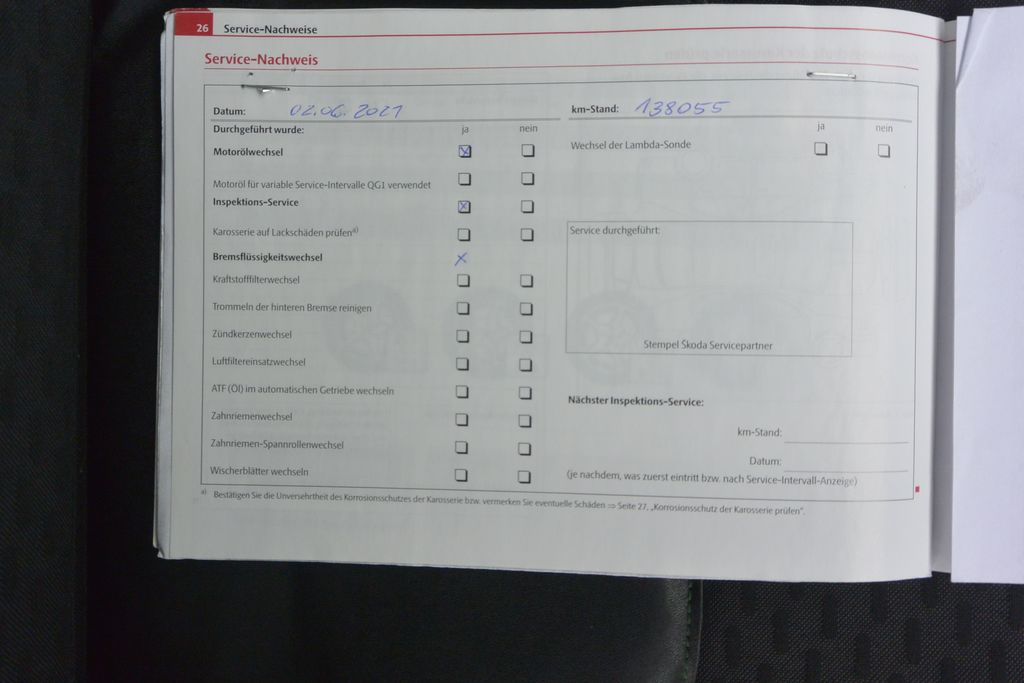 26 Service-Nachweise
Service-Nachweis
Datum: 02.06.2021
km-Stand: 138055
Durchgeführt wurde: ja nein
ja nein
Motorölwechsel
Wechsel der Lambda-Sonde
Motoröl für variable Service-Intervalle QG1 verwendet
Inspektions-Service
Karosserie auf Lackschäden prüfen a)
Service durchgeführt:
Bremsflüssigkeitswechsel
Kraftstofffilterwechsel
Trommeln der hinteren Bremse reinigen
Zündkerzenwechsel
Stempel Škoda Servicepartner
Luftfiltereinsatzwechsel
ATF (Öl) im automatischen Getriebe wechseln
Nächster Inspektions-Service:
Zahnriemenwechsel
km-Stand:
Zahnriemen-Spannrollenwechsel
Datum:
Wischerblätter wechseln
(je nachdem, was zuerst eintritt bzw. nach Service-Intervall-Anzeige)
a) Bestätigen Sie die Unversehrtheit des Korrosionsschutzes der Karosserie bzw. vermerken Sie eventuelle Schäden ⇒ Seite 27, „Korrosionsschutz der Karosserie prüfen“.